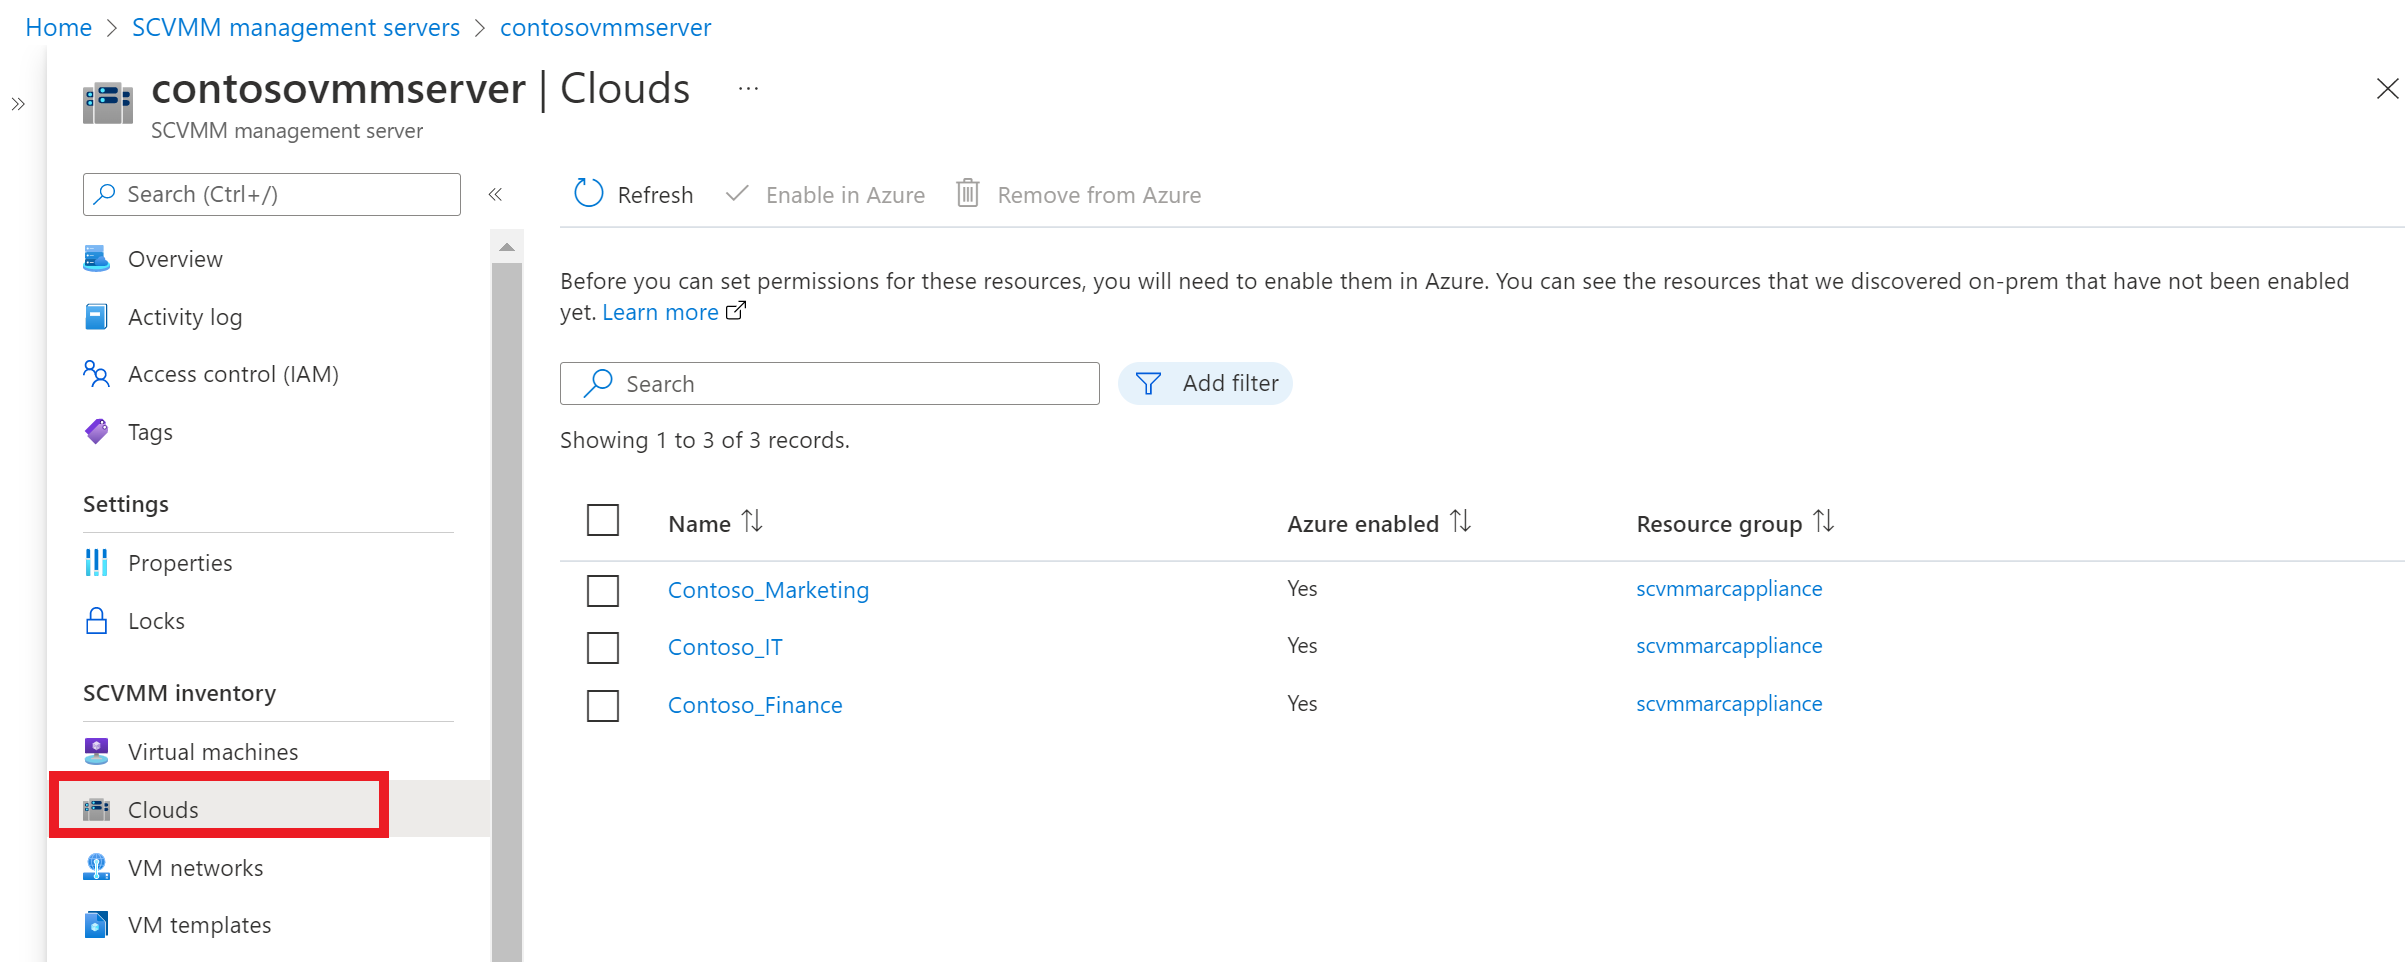 Home > SCVMM management servers > contosovmmserver
contosovmmserver | Clouds ...
SCVMM management server
Search (Ctrl+/)
Refresh Enable in Azure Remove from Azure
Overview
Activity log
Access control (IAM)
Tags
Settings
Properties
Locks
SCVMM inventory
Virtual machines
Clouds
VM networks
VM templates
Before you can set permissions for these resources, you will need to enable them in Azure. You can see the resources that we discovered on-prem that have not been enabled
yet. Learn more
Search Add filter
Showing 1 to 3 of 3 records.
Name Azure enabled Resource group
Contoso_Marketing Yes scvmmarcappliance
Contoso_IT Yes scvmmarcappliance
Contoso_Finance Yes scvmmarcappliance